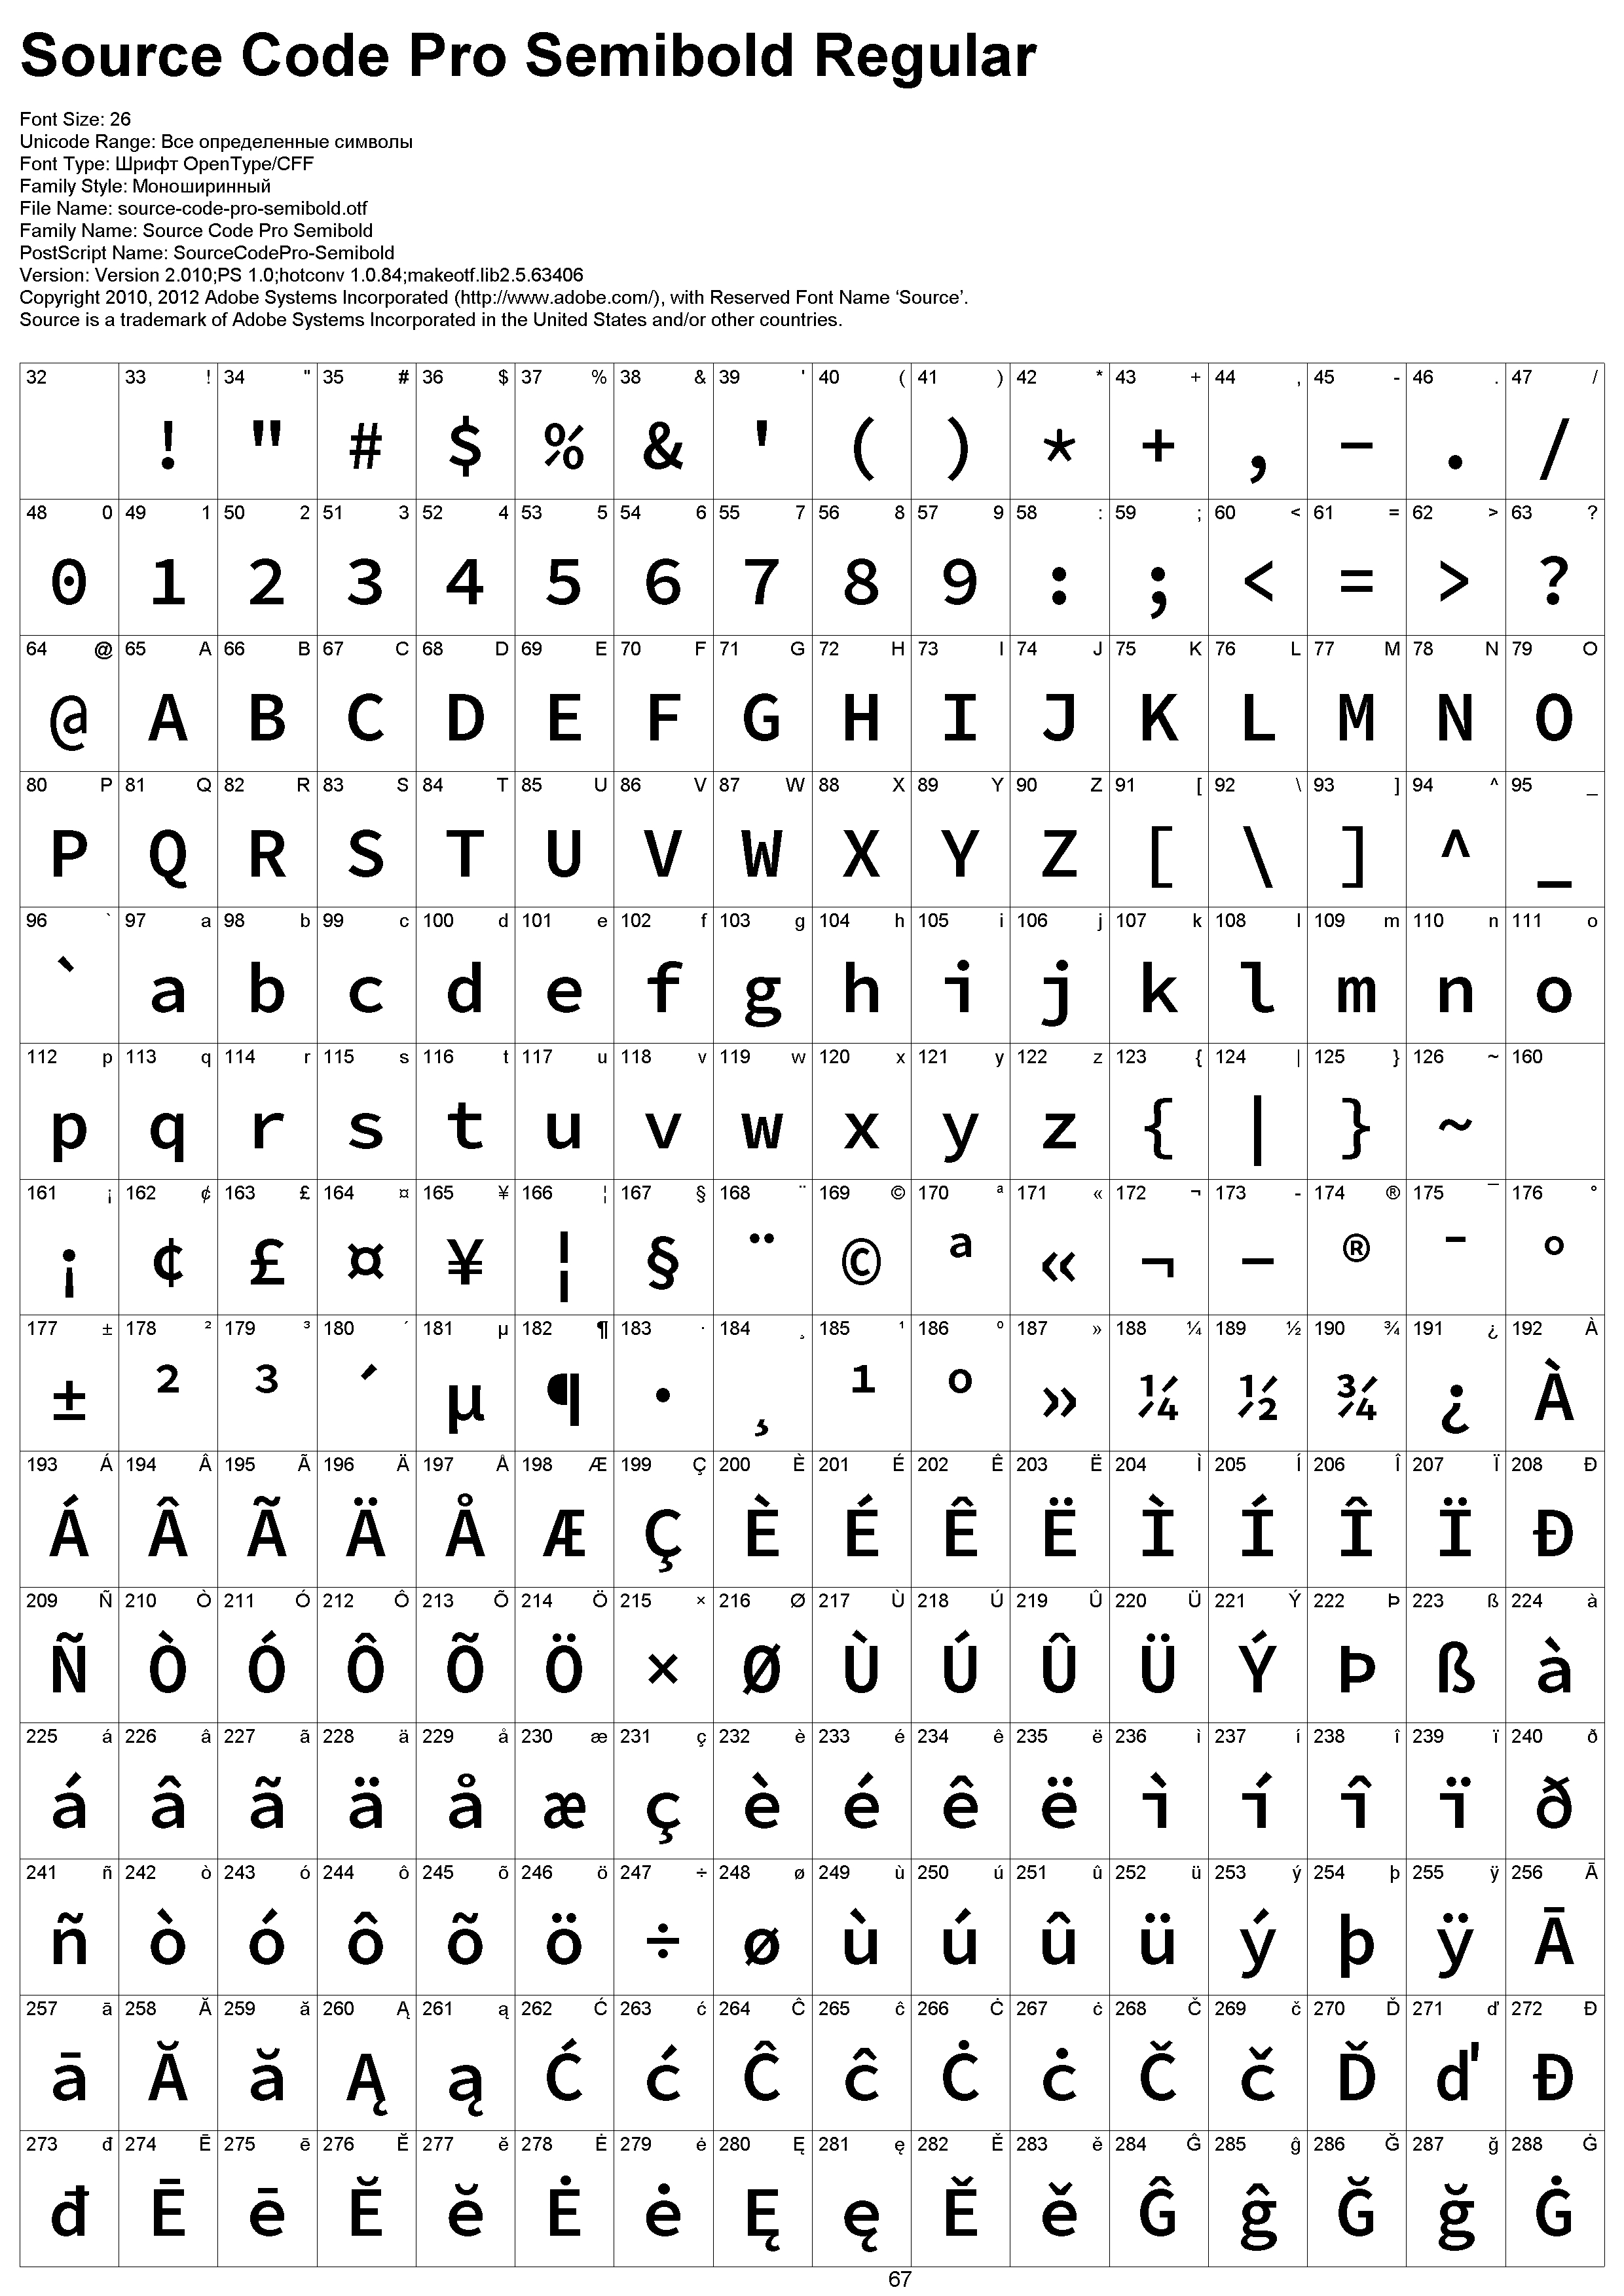 Source Code Pro Semibold Regular
Font Size: 26
Unicode Range: Все определенные символы
Font Type: Шрифт OpenType/CFF
Family Style: Моноширинный
File Name: source-code-pro-semibold.otf
Family Name: Source Code Pro Semibold
PostScript Name: SourceCodePro-Semibold
Version: Version 2.010;PS 1.0;hotconv 1.0.84;makeotf.lib2.5.63406
Copyright 2010, 2012 Adobe Systems Incorporated (http://www.adobe.com/), with Reserved Font Name ‘Source’.
Source is a trademark of Adobe Systems Incorporated in the United States and/or other countries.
32 33 ! 34 " 35 # 36 $ 37 % 38 & 39 ' 40 ( 41 ) 42 * 43 + 44 , 45 - 46 . 47 /
! " # $ % & ' ( ) * + , - . /
48 0 49 1 50 2 51 3 52 4 53 5 54 6 55 7 56 8 57 9 58 : 59 ; 60 < 61 = 62 > 63 ?
0 1 2 3 4 5 6 7 8 9 : ; < = > ?
64 @ 65 A 66 B 67 C 68 D 69 E 70 F 71 G 72 H 73 I 74 J 75 K 76 L 77 M 78 N 79 O
@ A B C D E F G H I J K L M N O
80 P 81 Q 82 R 83 S 84 T 85 U 86 V 87 W 88 X 89 Y 90 Z 91 [ 92 \ 93 ] 94 ^ 95 _
P Q R S T U V W X Y Z [ \ ] ^ _
96 ` 97 a 98 b 99 c 100 d 101 e 102 f 103 g 104 h 105 i 106 j 107 k 108 l 109 m 110 n 111 o
` a b c d e f g h i j k l m n o
112 p 113 q 114 r 115 s 116 t 117 u 118 v 119 w 120 x 121 y 122 z 123 { 124 | 125 } 126 ~ 160
p q r s t u v w x y z { | } ~
161 ¡ 162 ¢ 163 £ 164 ¤ 165 ¥ 166 ¦ 167 § 168 ¨ 169 © 170 ª 171 « 172 ¬ 173 - 174 ® 175 ¯ 176 °
¡ ¢ £ ¤ ¥ ¦ § ¨ © ª « ¬ - ® ¯ °
177 ± 178 ² 179 ³ 180 ´ 181 µ 182 ¶ 183 · 184 ¸ 185 ¹ 186 º 187 » 188 ¼ 189 ½ 190 ¾ 191 ¿ 192 À
± ² ³ ´ µ ¶ · ¸ ¹ º » ¼ ½ ¾ ¿ À
193 Á 194 Â 195 Ã 196 Ä 197 Å 198 Æ 199 Ç 200 È 201 É 202 Ê 203 Ë 204 Ì 205 Í 206 Î 207 Ï 208 Ð
Á Â Ã Ä Å Æ Ç È É Ê Ë Ì Í Î Ï Ð
209 Ñ 210 Ò 211 Ó 212 Ô 213 Õ 214 Ö 215 × 216 Ø 217 Ù 218 Ú 219 Û 220 Ü 221 Ý 222 Þ 223 ß 224 à
Ñ Ò Ó Ô Õ Ö × Ø Ù Ú Û Ü Ý Þ ß à
225 á 226 â 227 ã 228 ä 229 å 230 æ 231 ç 232 è 233 é 234 ê 235 ë 236 ì 237 í 238 î 239 ï 240 ð
á â ã ä å æ ç è é ê ë ì í î ï ð
241 ñ 242 ò 243 ó 244 ô 245 õ 246 ö 247 ÷ 248 ø 249 ù 250 ú 251 û 252 ü 253 ý 254 þ 255 ÿ 256 Ā
ñ ò ó ô õ ö ÷ ø ù ú û ü ý þ ÿ Ā
257 ā 258 Ă 259 ă 260 Ą 261 ą 262 Ć 263 ć 264 Ĉ 265 ĉ 266 Ċ 267 ċ 268 Č 269 č 270 Ď 271 ď 272 Đ
ā Ă ă Ą ą Ć ć Ĉ ĉ Ċ ċ Č č Ď ď Đ
273 đ 274 Ē 275 ē 276 Ĕ 277 ĕ 278 Ė 279 ė 280 Ę 281 ę 282 Ě 283 ě 284 Ĝ 285 ĝ 286 Ğ 287 ğ 288 Ġ
đ Ē ē Ĕ ĕ Ė ė Ę ę Ě ě Ĝ ĝ Ğ ğ Ġ
67